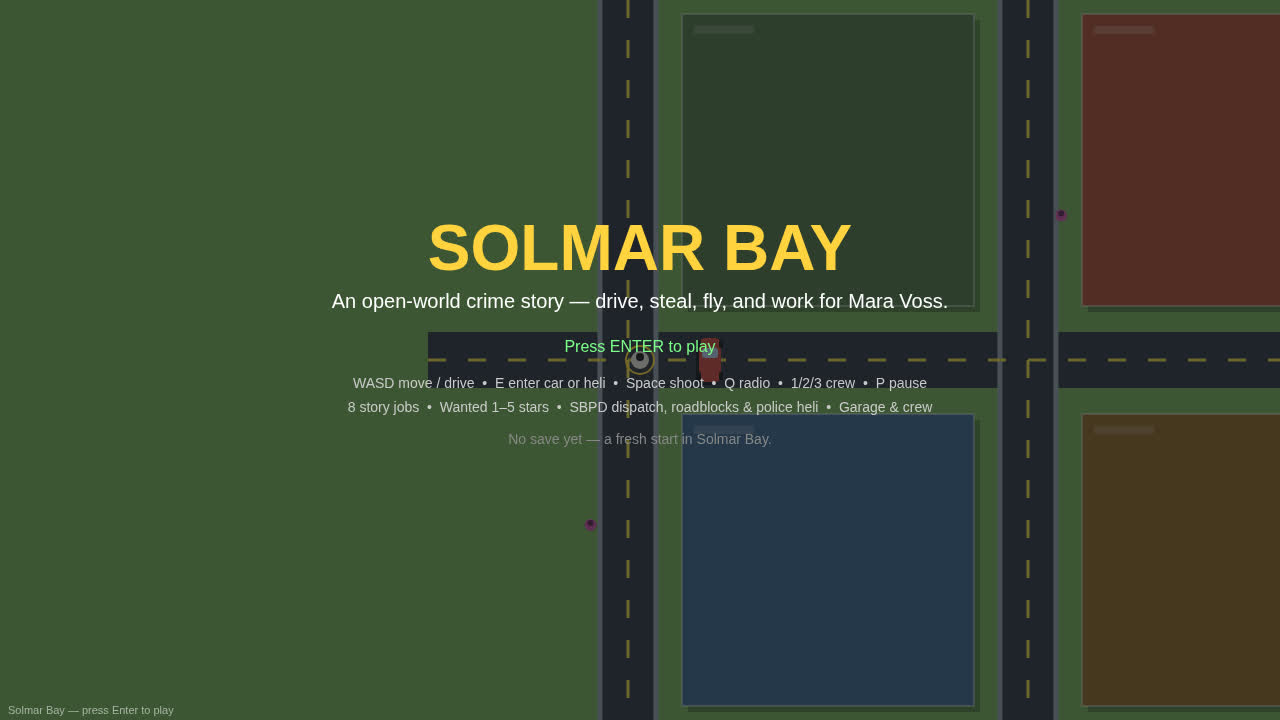 SOLMAR BAY
An open-world crime story — drive, steal, fly, and work for Mara Voss.
Press ENTER to play
WASD move / drive • E enter car or heli • Space shoot • Q radio • 1/2/3 crew • P pause
8 story jobs • Wanted 1–5 stars • SBPD dispatch, roadblocks & police heli • Garage & crew
No save yet — a fresh start in Solmar Bay.
Solmar Bay — press Enter to play